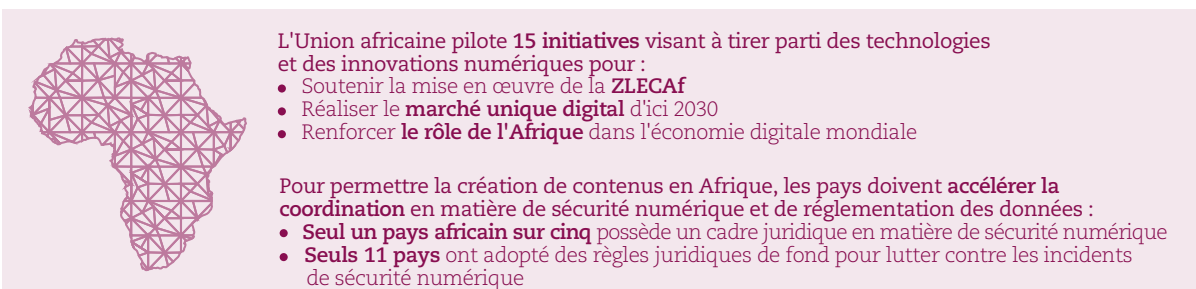 L'Union africaine pilote 15 initiatives visant à tirer parti des technologies
et des innovations numériques pour :
• Soutenir la mise en œuvre de la ZLECAf
• Réaliser le marché unique digital d'ici 2030
• Renforcer le rôle de l'Afrique dans l'économie digitale mondiale
Pour permettre la création de contenus en Afrique, les pays doivent accélérer la
coordination en matière de sécurité numérique et de réglementation des données :
• Seul un pays africain sur cinq possède un cadre juridique en matière de sécurité numérique
• Seuls 11 pays ont adopté des règles juridiques de fond pour lutter contre les incidents
de sécurité numérique